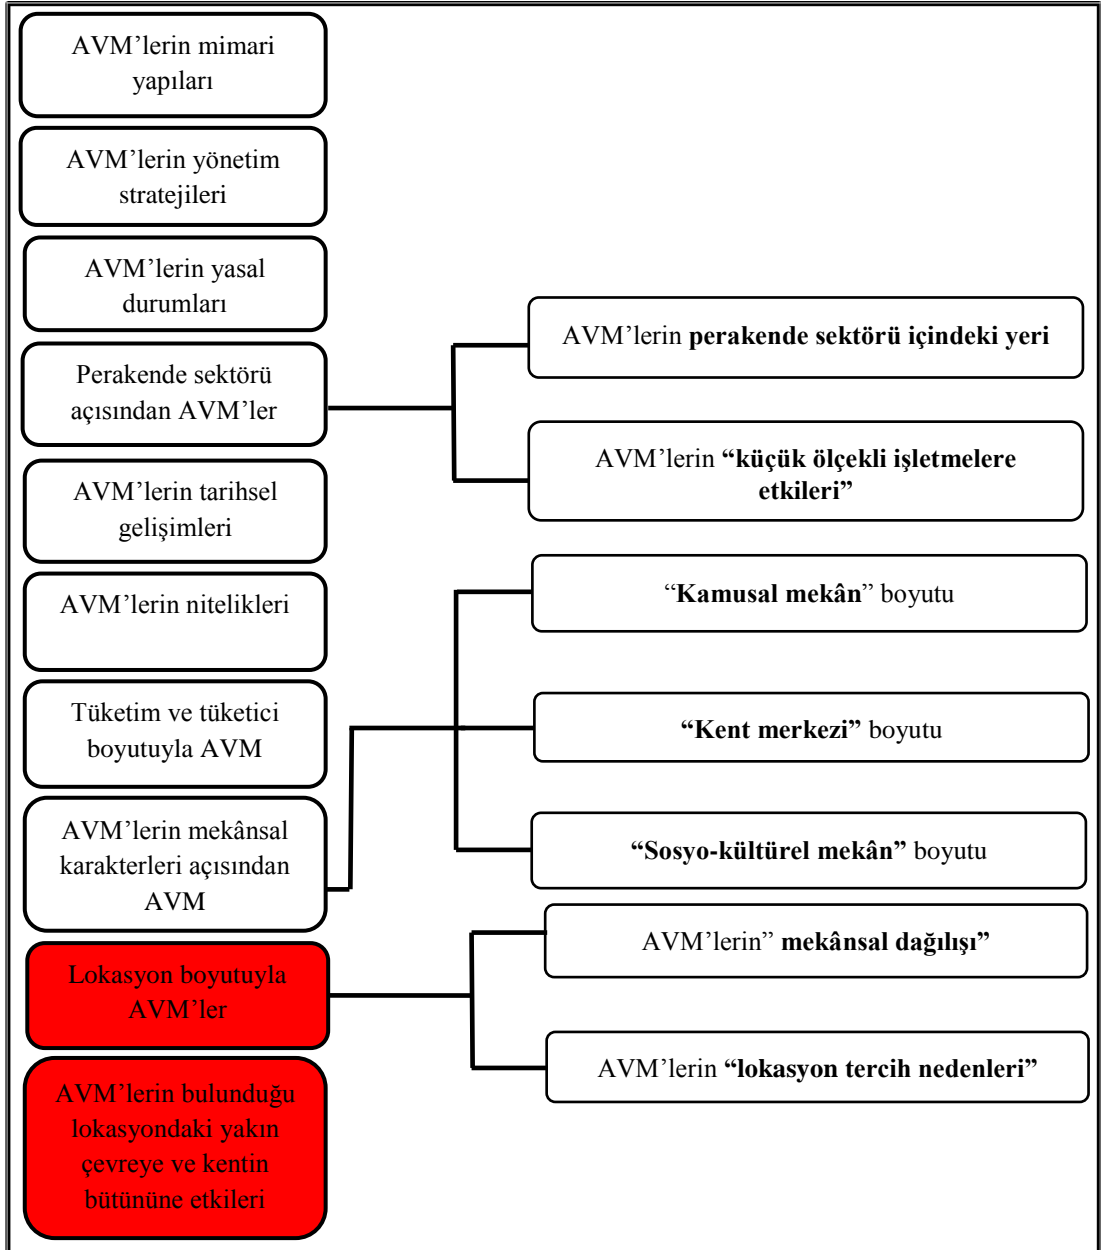 AVM’lerin mimari
yapıları
AVM’lerin yönetim
stratejileri
AVM’lerin yasal
durumları
Perakende sektörü
açısından AVM’ler
AVM’lerin tarihsel
gelişimleri
AVM’lerin nitelikleri
Tüketim ve tüketici
boyutuyla AVM
AVM’lerin mekânsal
karakterleri açısından
AVM
Lokasyon boyutuyla
AVM’ler
AVM’lerin bulunduğu
lokasyondaki yakın
çevreye ve kentin
bütününe etkileri
AVM’lerin perakende sektörü içindeki yeri
AVM’lerin “küçük ölçekli işletmelere
etkileri”
“Kamusal mekân” boyutu
“Kent merkezi” boyutu
“Sosyo-kültürel mekân” boyutu
AVM’lerin” mekânsal dağılışı”
AVM’lerin “lokasyon tercih nedenleri”